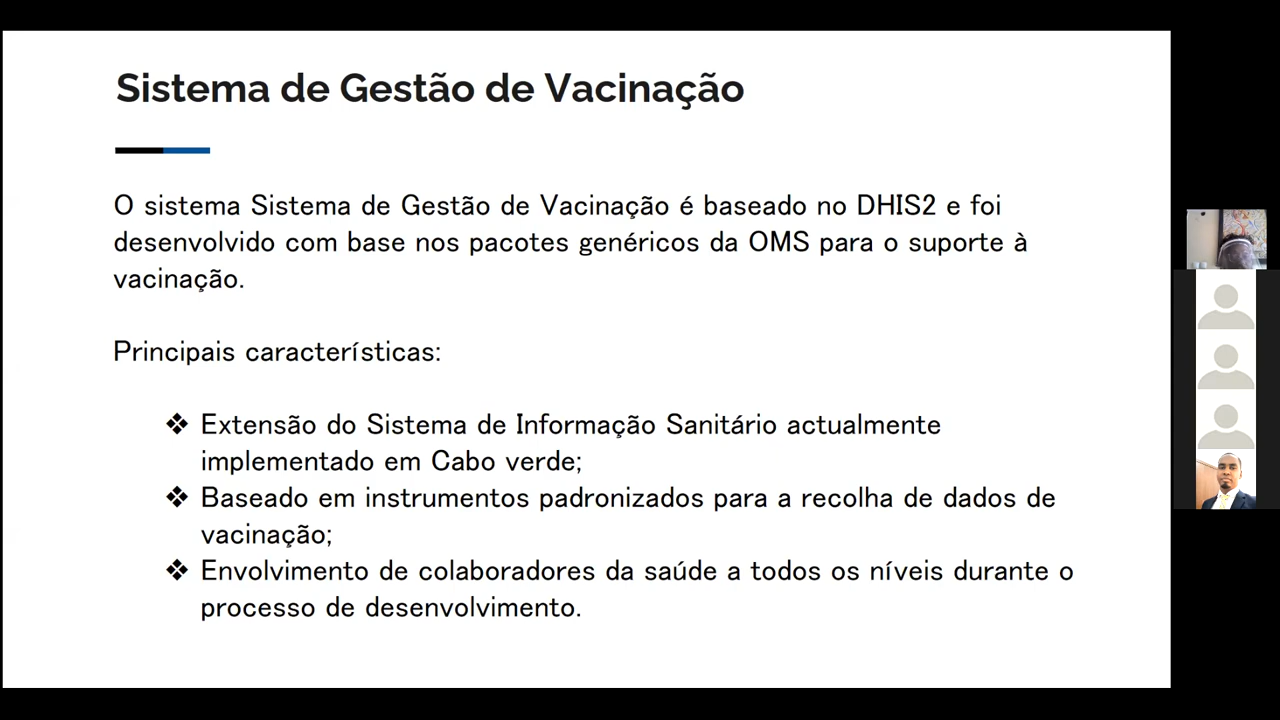 Sistema de Gestão de Vacinação
O sistema Sistema de Gestão de Vacinação é baseado no DHIS2 e foi
desenvolvido com base nos pacotes genéricos da OMS para o suporte à
vacinação.
Principais características:
❖ Extensão do Sistema de Informação Sanitário actualmente
implementado em Cabo verde;
❖ Baseado em instrumentos padronizados para a recolha de dados de
vacinação;
❖ Envolvimento de colaboradores da saúde a todos os níveis durante o
processo de desenvolvimento.